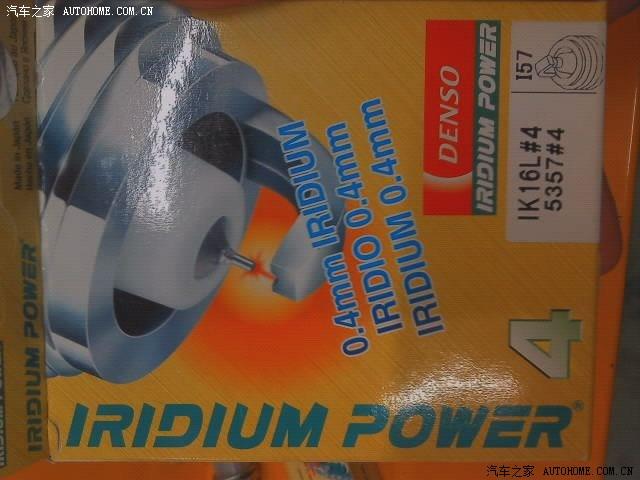 汽车之家 AUTOHOME.COM.CN
Made in Japan
IRIDIUM POWER
DENSO
IRIDIUM POWER
I57
IK16L#4
5357#4
0.4mm IRIDIUM
IRIDIO 0.4mm
IRIDIUM 0.4mm
4
IRIDIUM POWER®
汽车之家 AUTOHOME.COM.CN